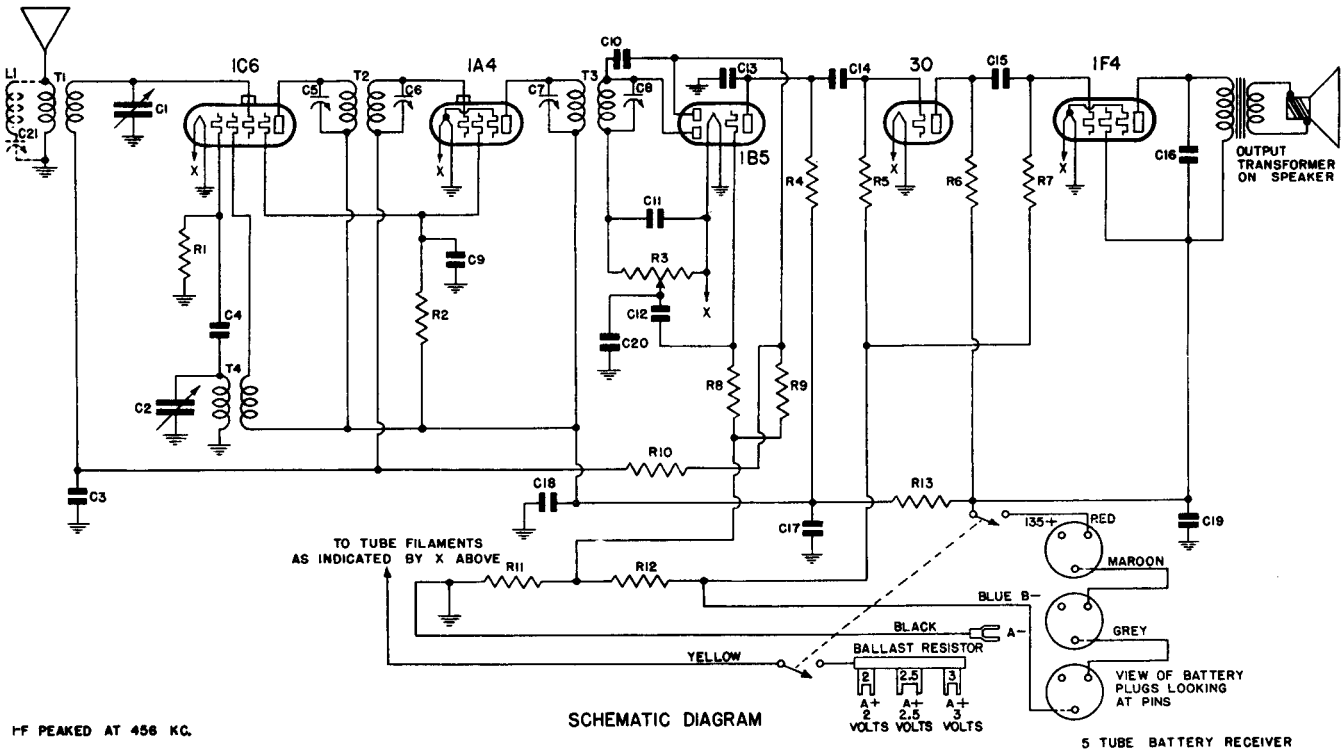 1C6
1A4
30
1F4
1B5
L1
T1
C21
C1
C5
T2
C6
C7
T3
C8
C10
C13
C14
C15
C16
OUTPUT
TRANSFORMER
ON SPEAKER
X
X
X
X
X
R1
C4
C9
R2
C11
R3
C12
C20
R4
R5
R6
R7
T4
C2
R8
R9
R10
C3
C18
C17
R13
C19
TO TUBE FILAMENTS
AS INDICATED BY X ABOVE
R11
R12
135+
RED
MAROON
BLUE B-
GREY
BLACK
A-
YELLOW
BALLAST RESISTOR
2 2.5 3
A+ A+ A+
2 2.5 3
VOLTS VOLTS VOLTS
VIEW OF BATTERY
PLUGS LOOKING
AT PINS
I-F PEAKED AT 456 KC.
SCHEMATIC DIAGRAM
5 TUBE BATTERY RECEIVER